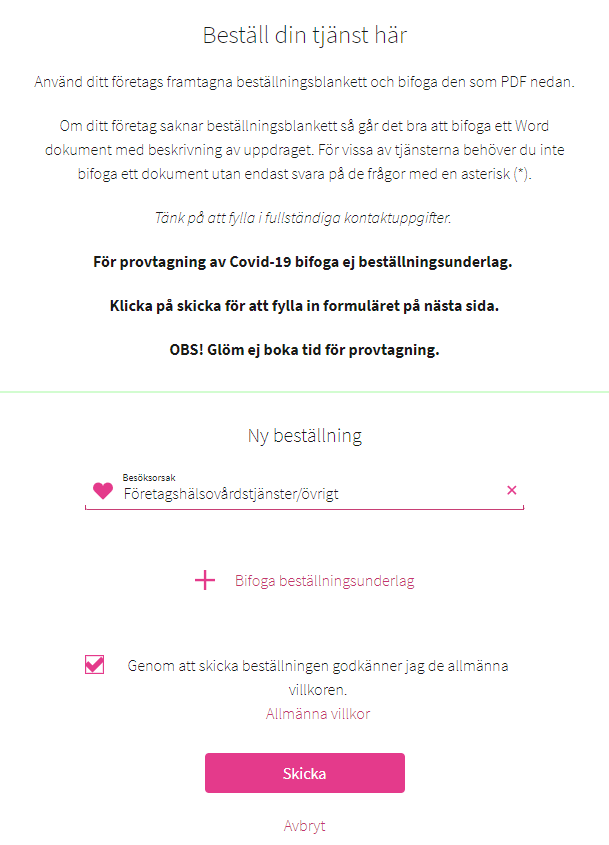 Beställ din tjänst här
Använd ditt företags framtagna beställningsblankett och bifoga den som PDF nedan.
Om ditt företag saknar beställningsblankett så går det bra att bifoga ett Word
dokument med beskrivning av uppdraget. För vissa av tjänsterna behöver du inte
bifoga ett dokument utan endast svara på de frågor med en asterisk (*).
Tänk på att fylla i fullständiga kontaktuppgifter.
För provtagning av Covid-19 bifoga ej beställningsunderlag.
Klicka på skicka för att fylla in formuläret på nästa sida.
OBS! Glöm ej boka tid för provtagning.
Ny beställning
Besöksorsak
Företagshälsovårdstjänster/övrigt
Bifoga beställningsunderlag
Genom att skicka beställningen godkänner jag de allmänna
villkoren.
Allmänna villkor
Skicka
Avbryt